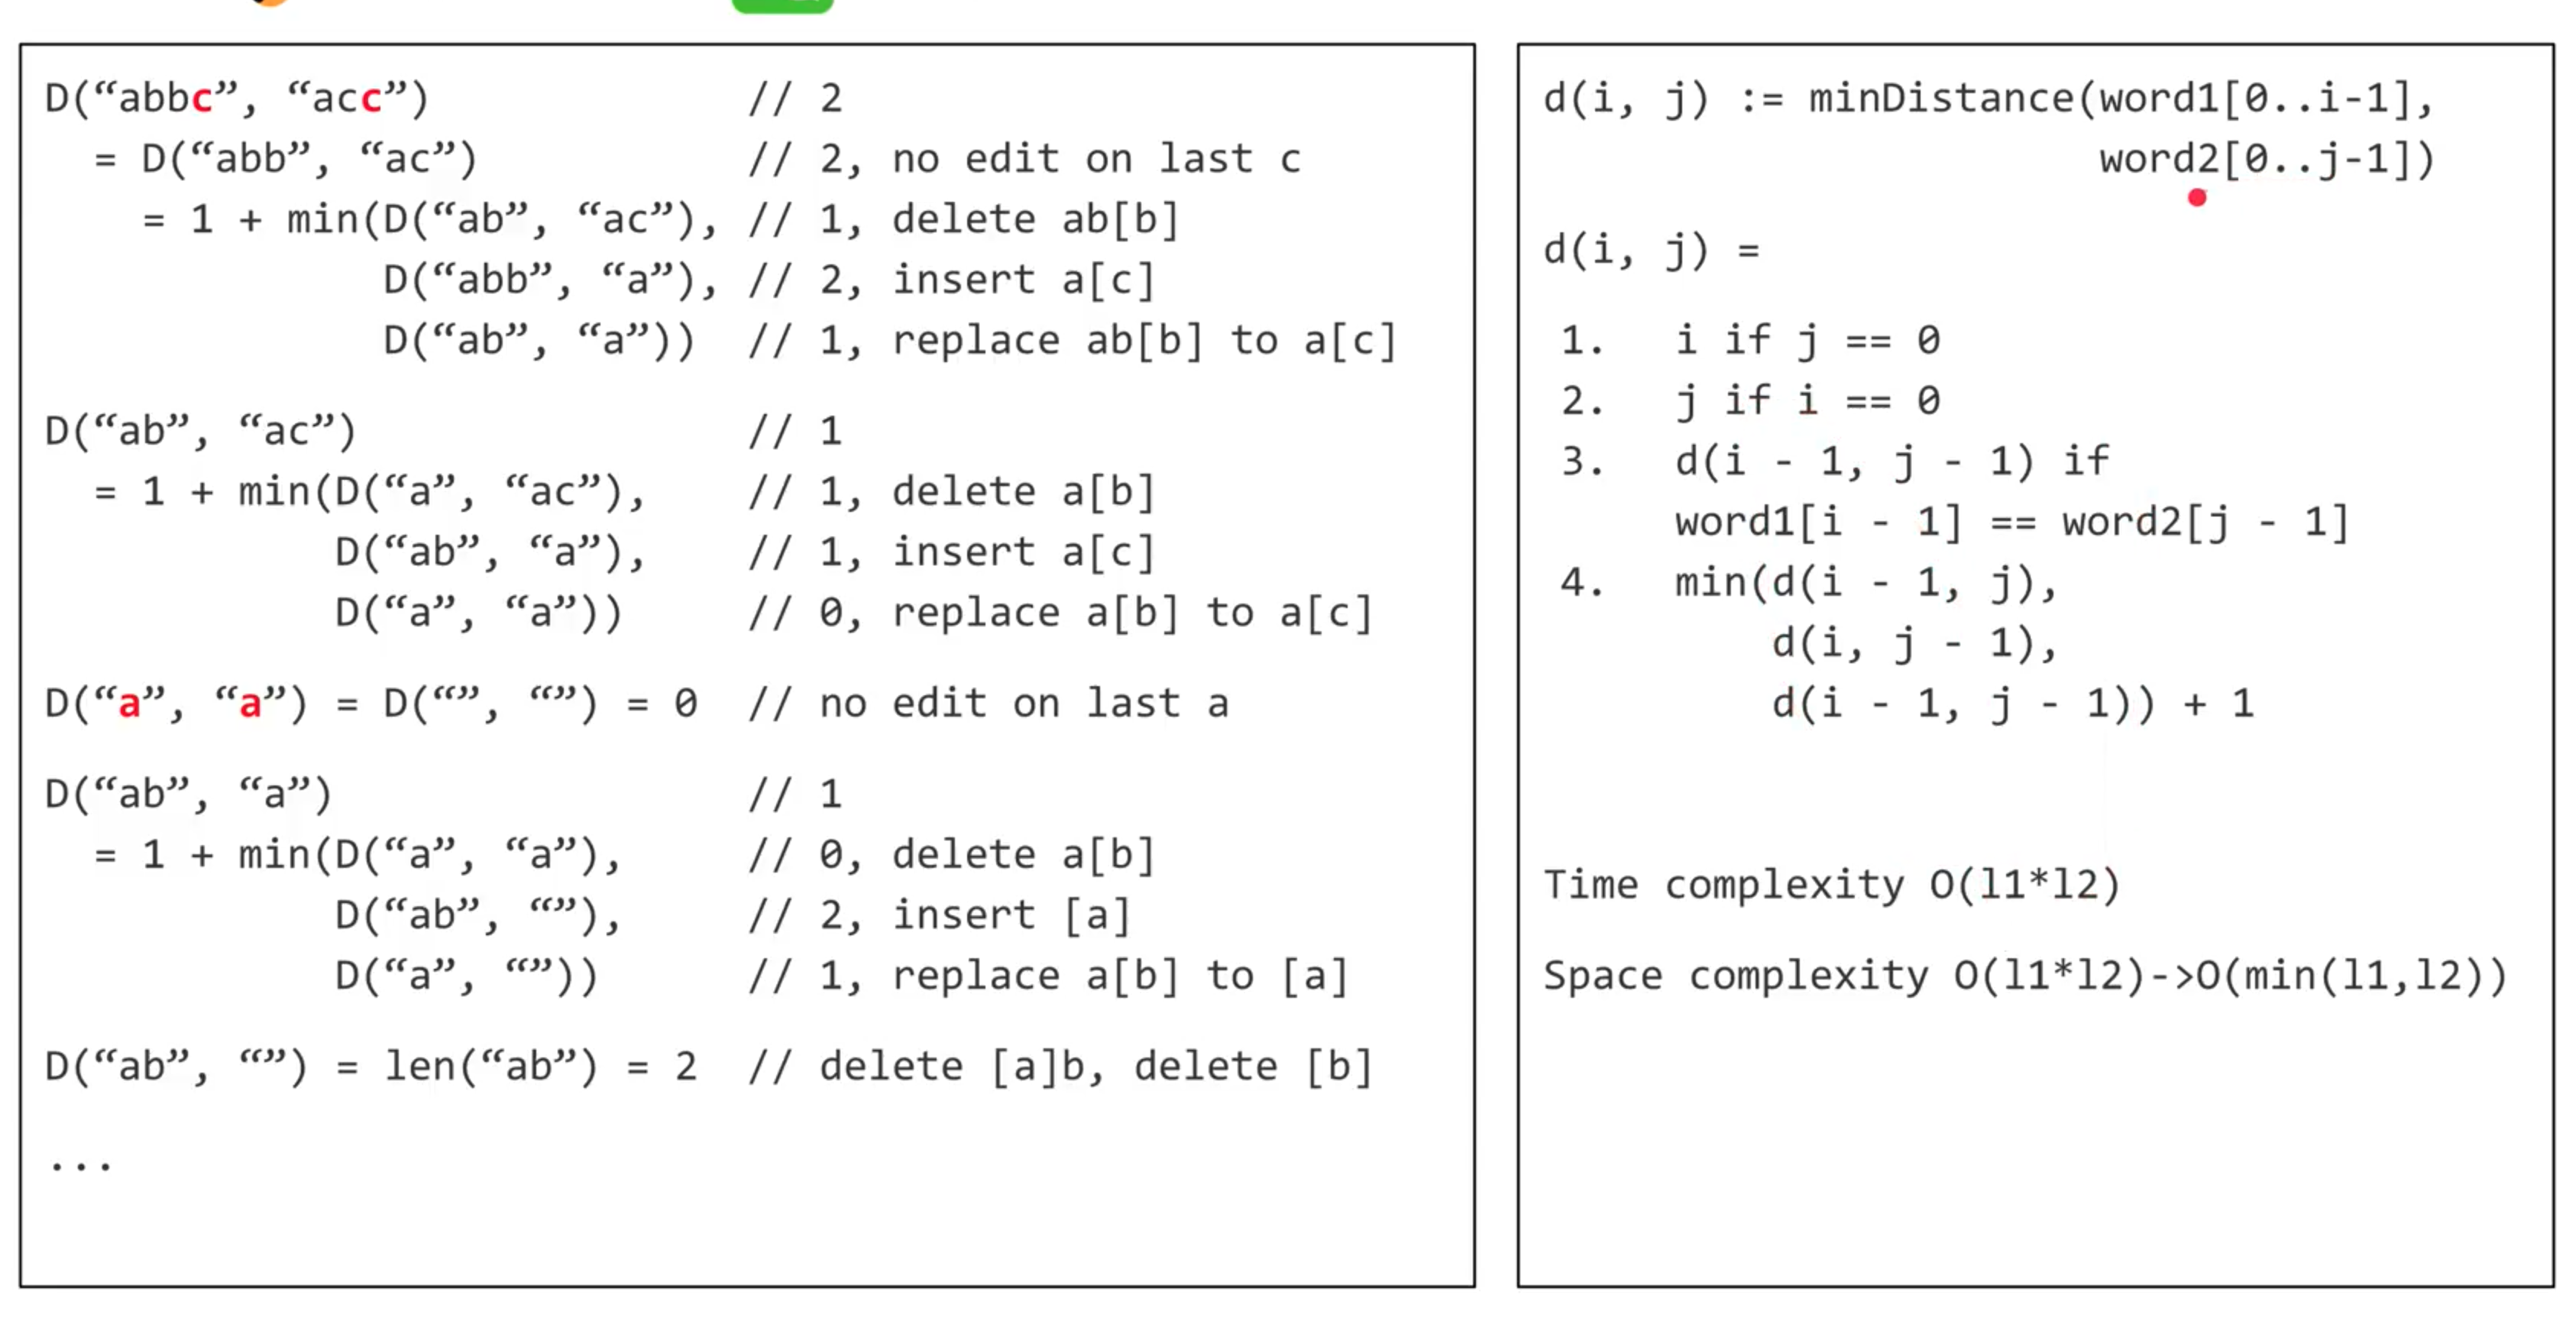 D(“abbc”, “acc”) // 2
= D(“abb”, “ac”) // 2, no edit on last c
= 1 + min(D(“ab”, “ac”), // 1, delete ab[b]
D(“abb”, “a”), // 2, insert a[c]
D(“ab”, “a”)) // 1, replace ab[b] to a[c]
D(“ab”, “ac”) // 1
= 1 + min(D(“a”, “ac”), // 1, delete a[b]
D(“ab”, “a”), // 1, insert a[c]
D(“a”, “a”)) // 0, replace a[b] to a[c]
D(“a”, “a”) = D(“”, “”) = 0 // no edit on last a
D(“ab”, “a”) // 1
= 1 + min(D(“a”, “a”), // 0, delete a[b]
D(“ab”, “”), // 2, insert [a]
D(“a”, “”)) // 1, replace a[b] to [a]
D(“ab”, “”) = len(“ab”) = 2 // delete [a]b, delete [b]
...
d(i, j) := minDistance(word1[0..i-1],
word2[0..j-1])
d(i, j) =
1. i if j == 0
2. j if i == 0
3. d(i - 1, j - 1) if
word1[i - 1] == word2[j - 1]
4. min(d(i - 1, j),
d(i, j - 1),
d(i - 1, j - 1)) + 1
Time complexity O(l1*l2)
Space complexity O(l1*l2)->O(min(l1,l2))